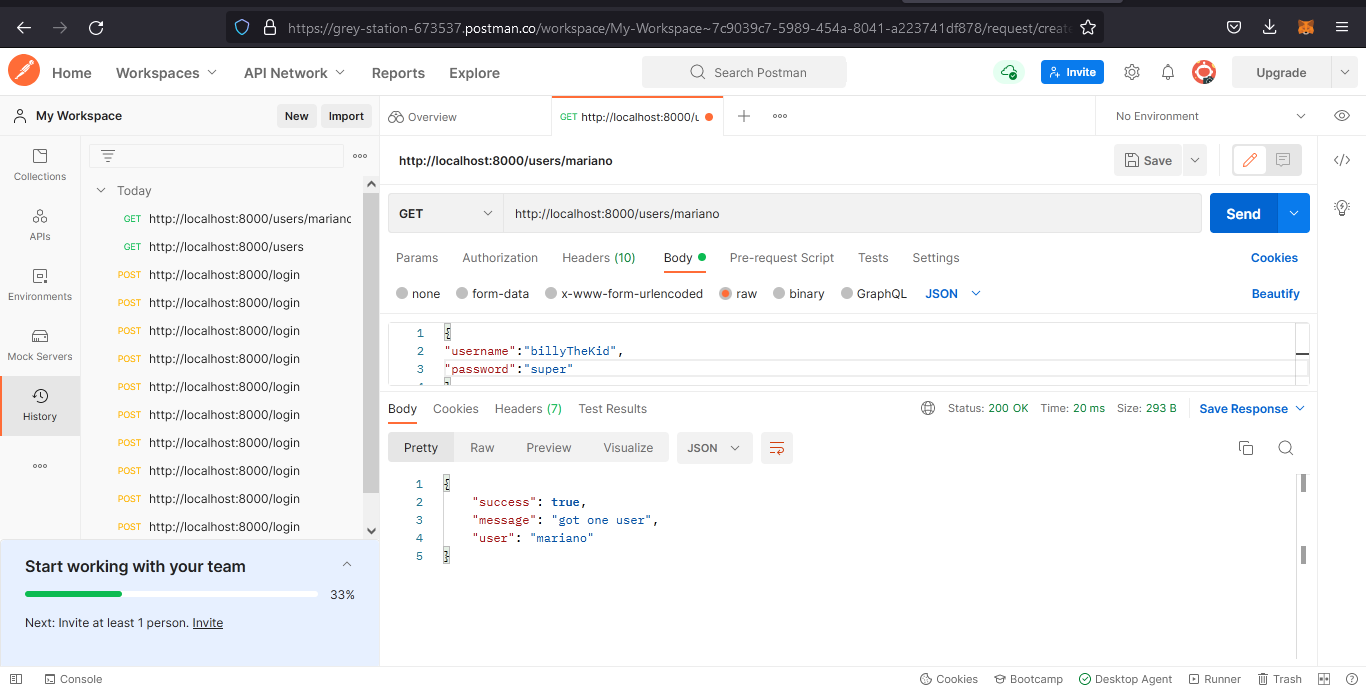 https://grey-station-673537.postman.co/workspace/My-Workspace~7c9039c7-5989-454a-8041-a223741df878/request/create
Home Workspaces API Network Reports Explore Search Postman Invite Upgrade
My Workspace New Import Overview GET http://localhost:8000/u No Environment
Collections
APIs
Environments
Mock Servers
History
Today
GET http://localhost:8000/users/mariano
GET http://localhost:8000/users
POST http://localhost:8000/login
POST http://localhost:8000/login
POST http://localhost:8000/login
POST http://localhost:8000/login
POST http://localhost:8000/login
POST http://localhost:8000/login
POST http://localhost:8000/login
POST http://localhost:8000/login
POST http://localhost:8000/login
POST http://localhost:8000/login
Start working with your team
33%
Next: Invite at least 1 person. Invite
http://localhost:8000/users/mariano Save
GET http://localhost:8000/users/mariano Send
Params Authorization Headers (10) Body Pre-request Script Tests Settings Cookies
none form-data x-www-form-urlencoded raw binary GraphQL JSON Beautify
1 {
2 "username":"billyTheKid",
3 "password":"super"
Body Cookies Headers (7) Test Results Status: 200 OK Time: 20 ms Size: 293 B Save Response
Pretty Raw Preview Visualize JSON
1 {
2 "success": true,
3 "message": "got one user",
4 "user": "mariano"
5 }
Console Cookies Bootcamp Desktop Agent Runner Trash